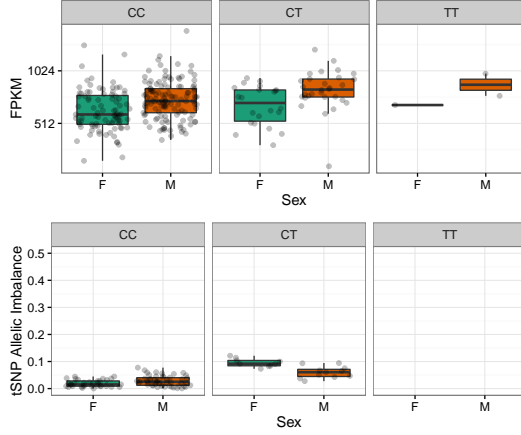 CC CT TT
FPKM
1024
512
F M F M F M
Sex
CC CT TT
tSNP Allelic Imbalance
0.5
0.4
0.3
0.2
0.1
0.0
F M F M F M
Sex